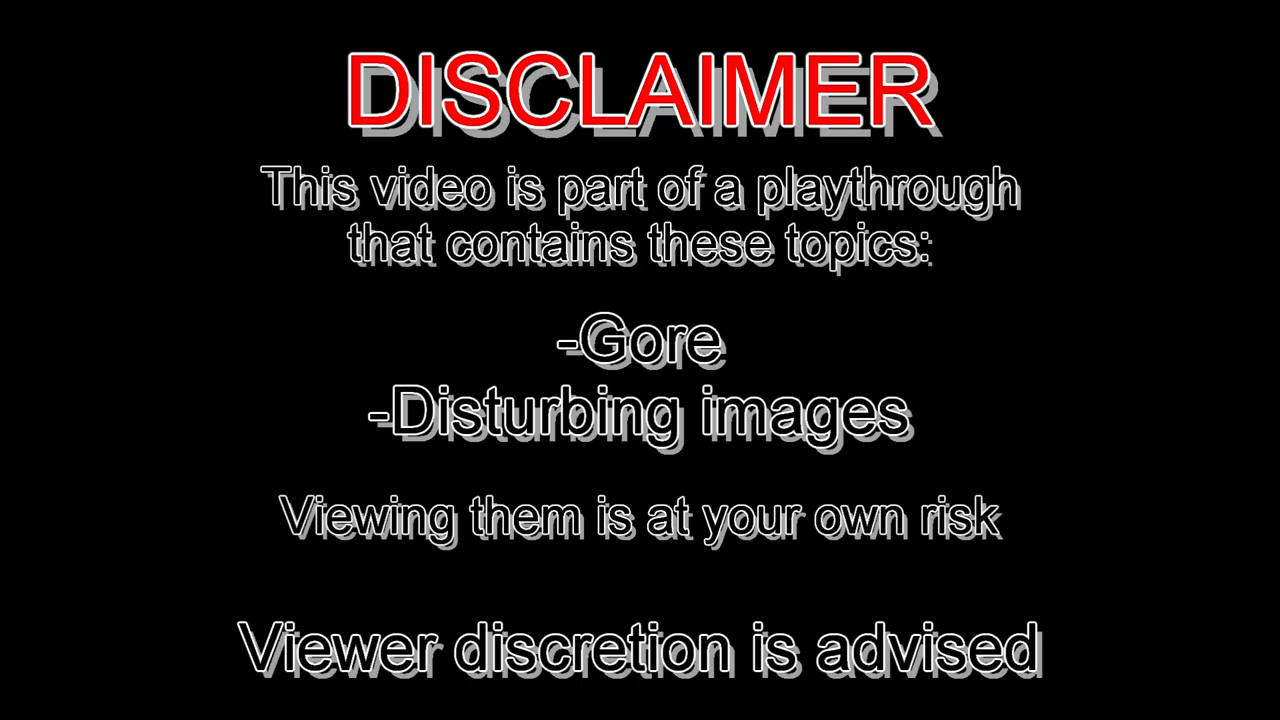 DISCLAIMER
This video is part of a playthrough
that contains these topics:
-Gore
-Disturbing images
Viewing them is at your own risk
Viewer discretion is advised